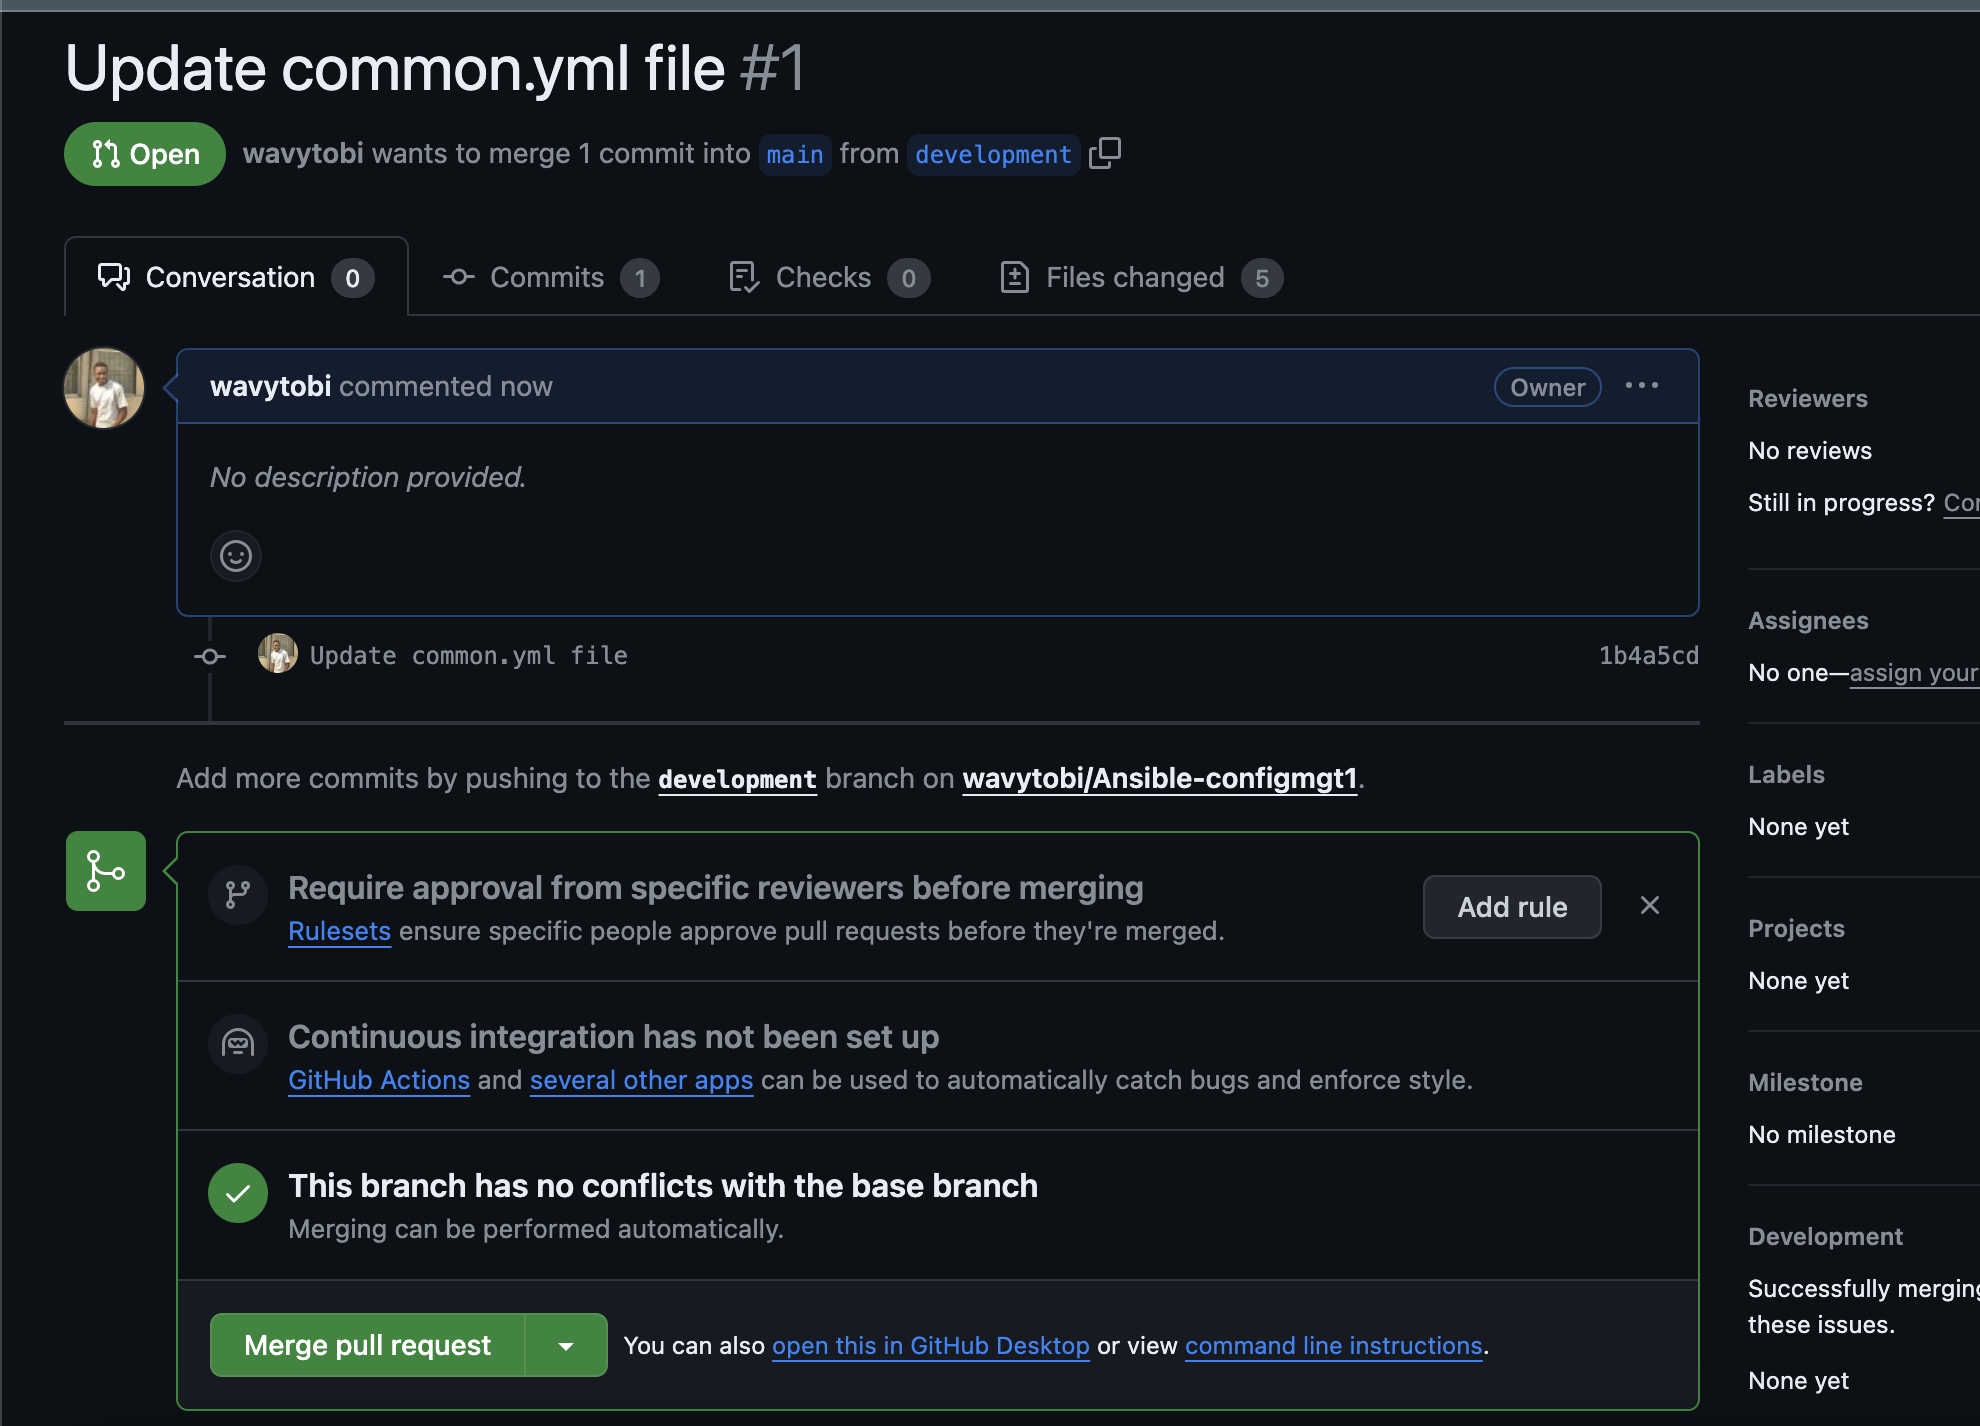 Update common.yml file #1
Open wavytobi wants to merge 1 commit into main from development
Conversation 0 Commits 1 Checks 0 Files changed 5
wavytobi commented now Owner
No description provided.
Update common.yml file 1b4a5cd
Add more commits by pushing to the development branch on wavytobi/Ansible-configmgt1.
Require approval from specific reviewers before merging
Rulesets ensure specific people approve pull requests before they're merged.
Add rule
Continuous integration has not been set up
GitHub Actions and several other apps can be used to automatically catch bugs and enforce style.
This branch has no conflicts with the base branch
Merging can be performed automatically.
Merge pull request You can also open this in GitHub Desktop or view command line instructions.
Reviewers
No reviews
Still in progress?
Assignees
No one—assign your
Labels
None yet
Projects
None yet
Milestone
No milestone
Development
Successfully merging
these issues.
None yet